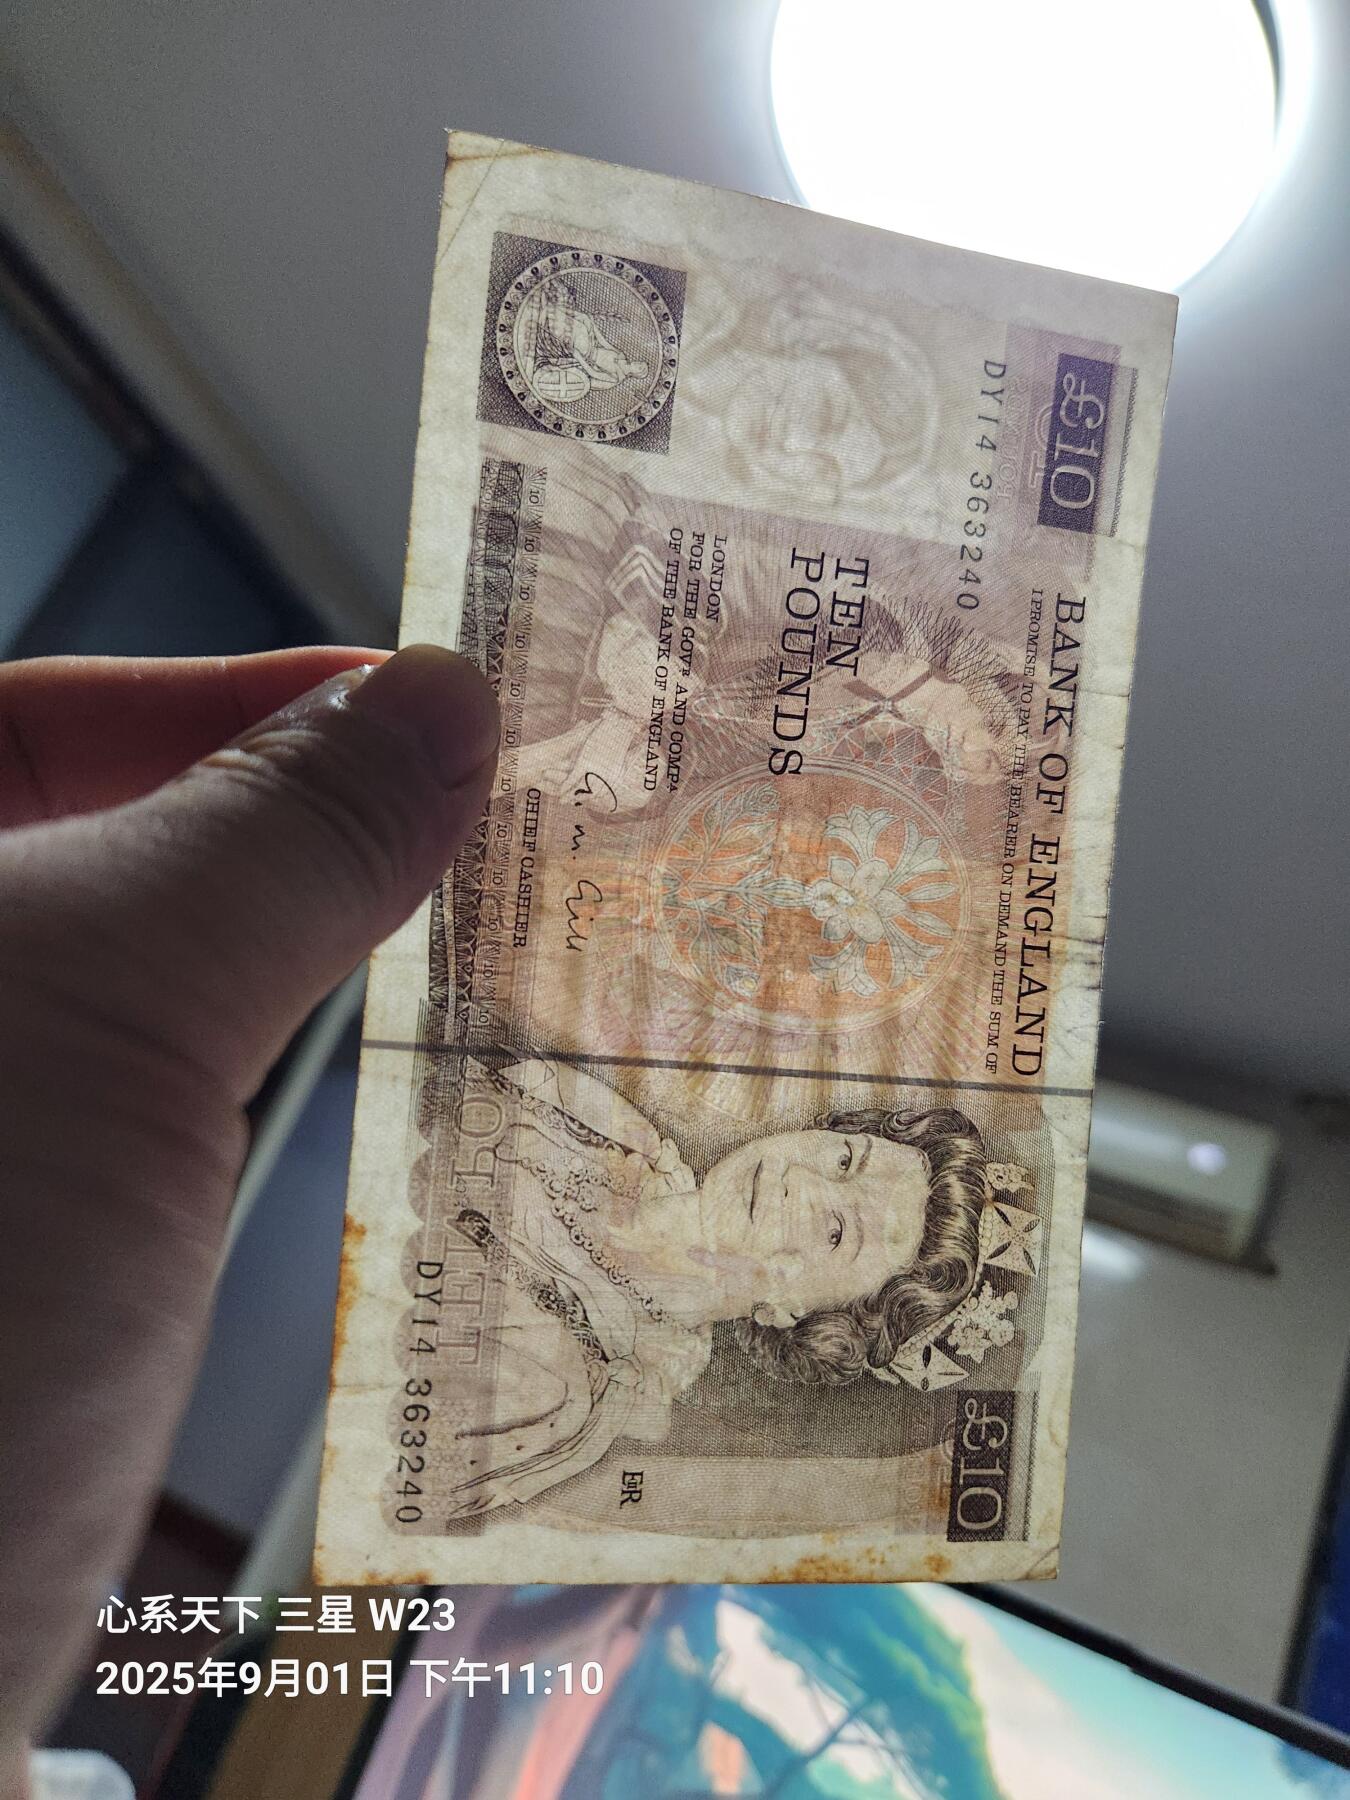 £10
BANK OF ENGLAND
I PROMISE TO PAY THE BEARER ON DEMAND THE SUM OF
DY14 363240
TEN
POUNDS
LONDON
FOR THE GOVR AND COMPA
OF THE BANK OF ENGLAND
G. M. Gill
CHIEF CASHIER
£10
EIIR
DY14 363240
心系天下 三星 W23
2025年9月01日 下午11:10